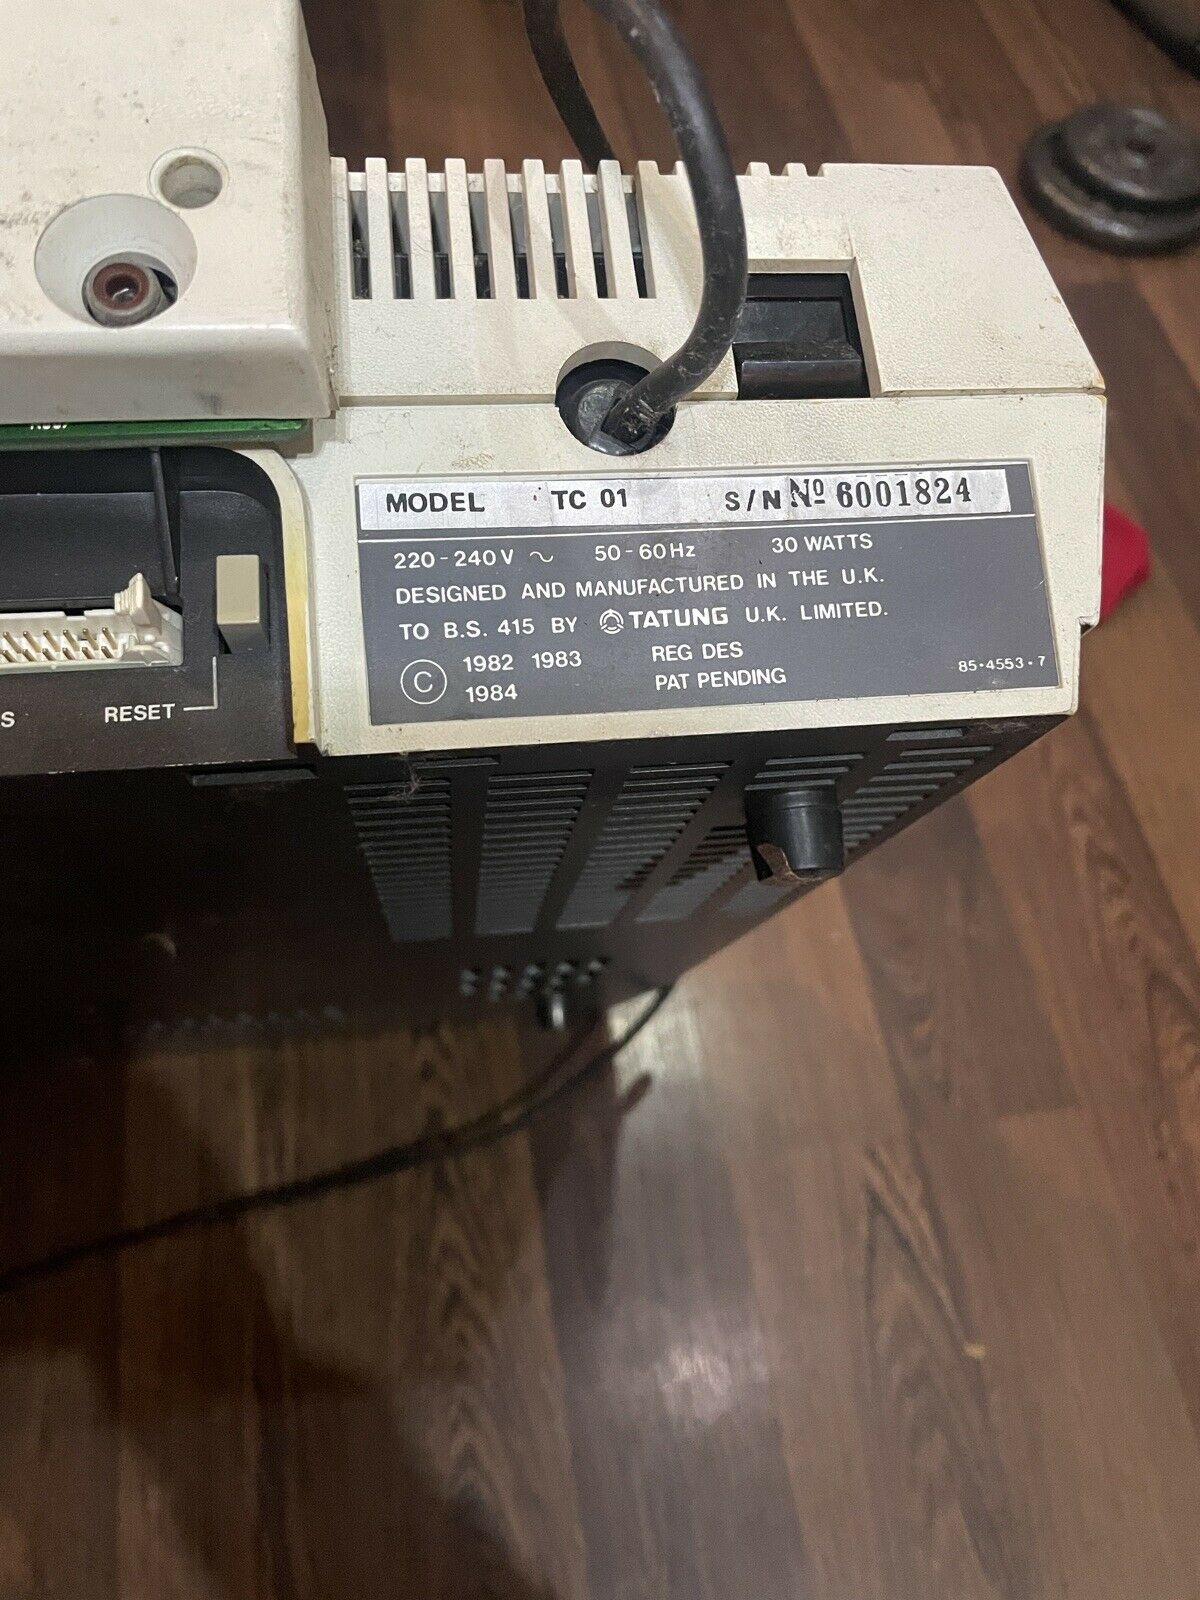 MODEL TC 01 S/N Nº 6001824
220-240V ~ 50-60Hz 30 WATTS
DESIGNED AND MANUFACTURED IN THE U.K.
TO B.S. 415 BY TATUNG U.K. LIMITED.
© 1982 1983 REG DES
1984 PAT PENDING
85·4553·7
S RESET